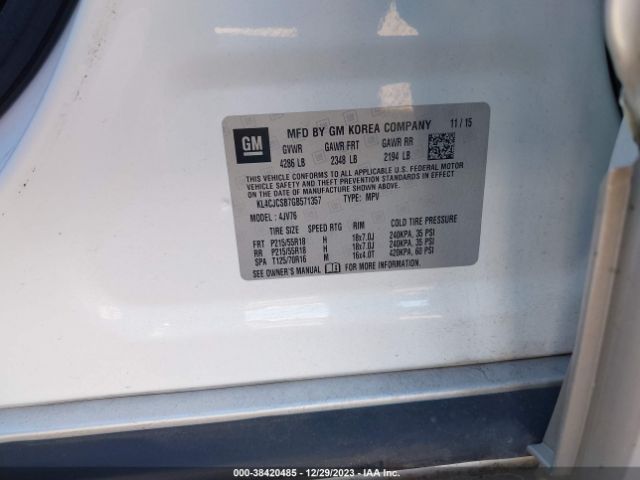 GM
MFD BY GM KOREA COMPANY 11/15
GVWR GAWR FRT GAWR RR
4286 LB 2348 LB 2194 LB
THIS VEHICLE CONFORMS TO ALL APPLICABLE U.S. FEDERAL MOTOR
VEHICLE SAFETY, BUMPER, AND THEFT PREVENTION STANDARDS IN
EFFECT ON THE DATE OF MANUFACTURE SHOWN ABOVE.
KL4CJCSB7GB571357 TYPE: MPV
MODEL: 4JV76
TIRE SIZE SPEED RTG RIM COLD TIRE PRESSURE
FRT P215/55R18 H 18x7.0J 240KPA, 35 PSI
RR P215/55R18 H 18x7.0J 240KPA, 35 PSI
SPA T125/70R16 M 16x4.0T 420KPA, 60 PSI
SEE OWNER'S MANUAL FOR MORE INFORMATION.
000-38420485 - 12/29/2023 - IAA